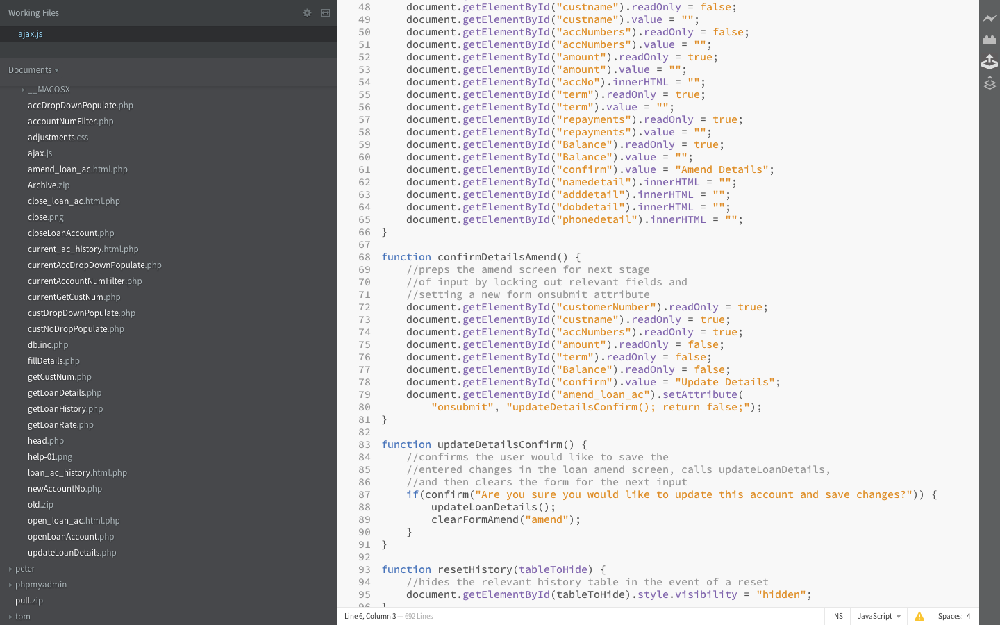 Working Files
ajax.js
Documents
__MACOSX
accDropDownPopulate.php
accountNumFilter.php
adjustments.css
ajax.js
amend_loan_ac.html.php
Archive.zip
close_loan_ac.html.php
close.png
closeLoanAccount.php
current_ac_history.html.php
currentAccDropDownPopulate.php
currentAccountNumFilter.php
currentGetCustNum.php
custDropDownPopulate.php
custNoDropPopulate.php
db.inc.php
fillDetails.php
getCustNum.php
getLoanDetails.php
getLoanHistory.php
getLoanRate.php
head.php
help-01.png
loan_ac_history.html.php
newAccountNo.php
old.zip
open_loan_ac.html.php
openLoanAccount.php
updateLoanDetails.php
peter
phpmyadmin
pull.zip
tom
48 document.getElementById("custname").readOnly = false;
49 document.getElementById("custname").value = "";
50 document.getElementById("accNumbers").readOnly = false;
51 document.getElementById("accNumbers").value = "";
52 document.getElementById("amount").readOnly = true;
53 document.getElementById("amount").value = "";
54 document.getElementById("accNo").innerHTML = "";
55 document.getElementById("term").readOnly = true;
56 document.getElementById("term").value = "";
57 document.getElementById("repayments").readOnly = true;
58 document.getElementById("repayments").value = "";
59 document.getElementById("Balance").readOnly = true;
60 document.getElementById("Balance").value = "";
61 document.getElementById("confirm").value = "Amend Details";
62 document.getElementById("namedetail").innerHTML = "";
63 document.getElementById("adddetail").innerHTML = "";
64 document.getElementById("dobdetail").innerHTML = "";
65 document.getElementById("phonedetail").innerHTML = "";
66 }
67
68 function confirmDetailsAmend() {
69 //preps the amend screen for next stage
70 //of input by locking out relevant fields and
71 //setting a new form onsubmit attribute
72 document.getElementById("customerNumber").readOnly = true;
73 document.getElementById("custname").readOnly = true;
74 document.getElementById("accNumbers").readOnly = true;
75 document.getElementById("amount").readOnly = false;
76 document.getElementById("term").readOnly = false;
77 document.getElementById("Balance").readOnly = false;
78 document.getElementById("confirm").value = "Update Details";
79 document.getElementById("amend_loan_ac").setAttribute(
80 "onsubmit", "updateDetailsConfirm(); return false;");
81 }
82
83 function updateDetailsConfirm() {
84 //confirms the user would like to save the
85 //entered changes in the loan amend screen, calls updateLoanDetails,
86 //and then clears the form for the next input
87 if(confirm("Are you sure you would like to update this account and save changes?")) {
88 updateLoanDetails();
89 clearFormAmend("amend");
90 }
91 }
92
93 function resetHistory(tableToHide) {
94 //hides the relevant history table in the event of a reset
95 document.getElementById(tableToHide).style.visibility = "hidden";
96 }
Line 6, Column 3 — 692 Lines
INS
JavaScript
Spaces: 4